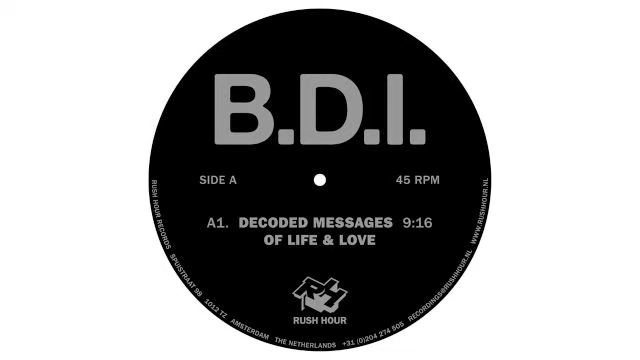 B.D.I.
SIDE A
45 RPM
A1. DECODED MESSAGES 9:16
OF LIFE & LOVE
RH
RUSH HOUR
RUSH HOUR RECORDS SPUISTRAAT 98 1012 TZ AMSTERDAM THE NETHERLANDS +31 (0)204 274 505 RECORDINGS@RUSHHOUR.NL WWW.RUSHHOUR.NL